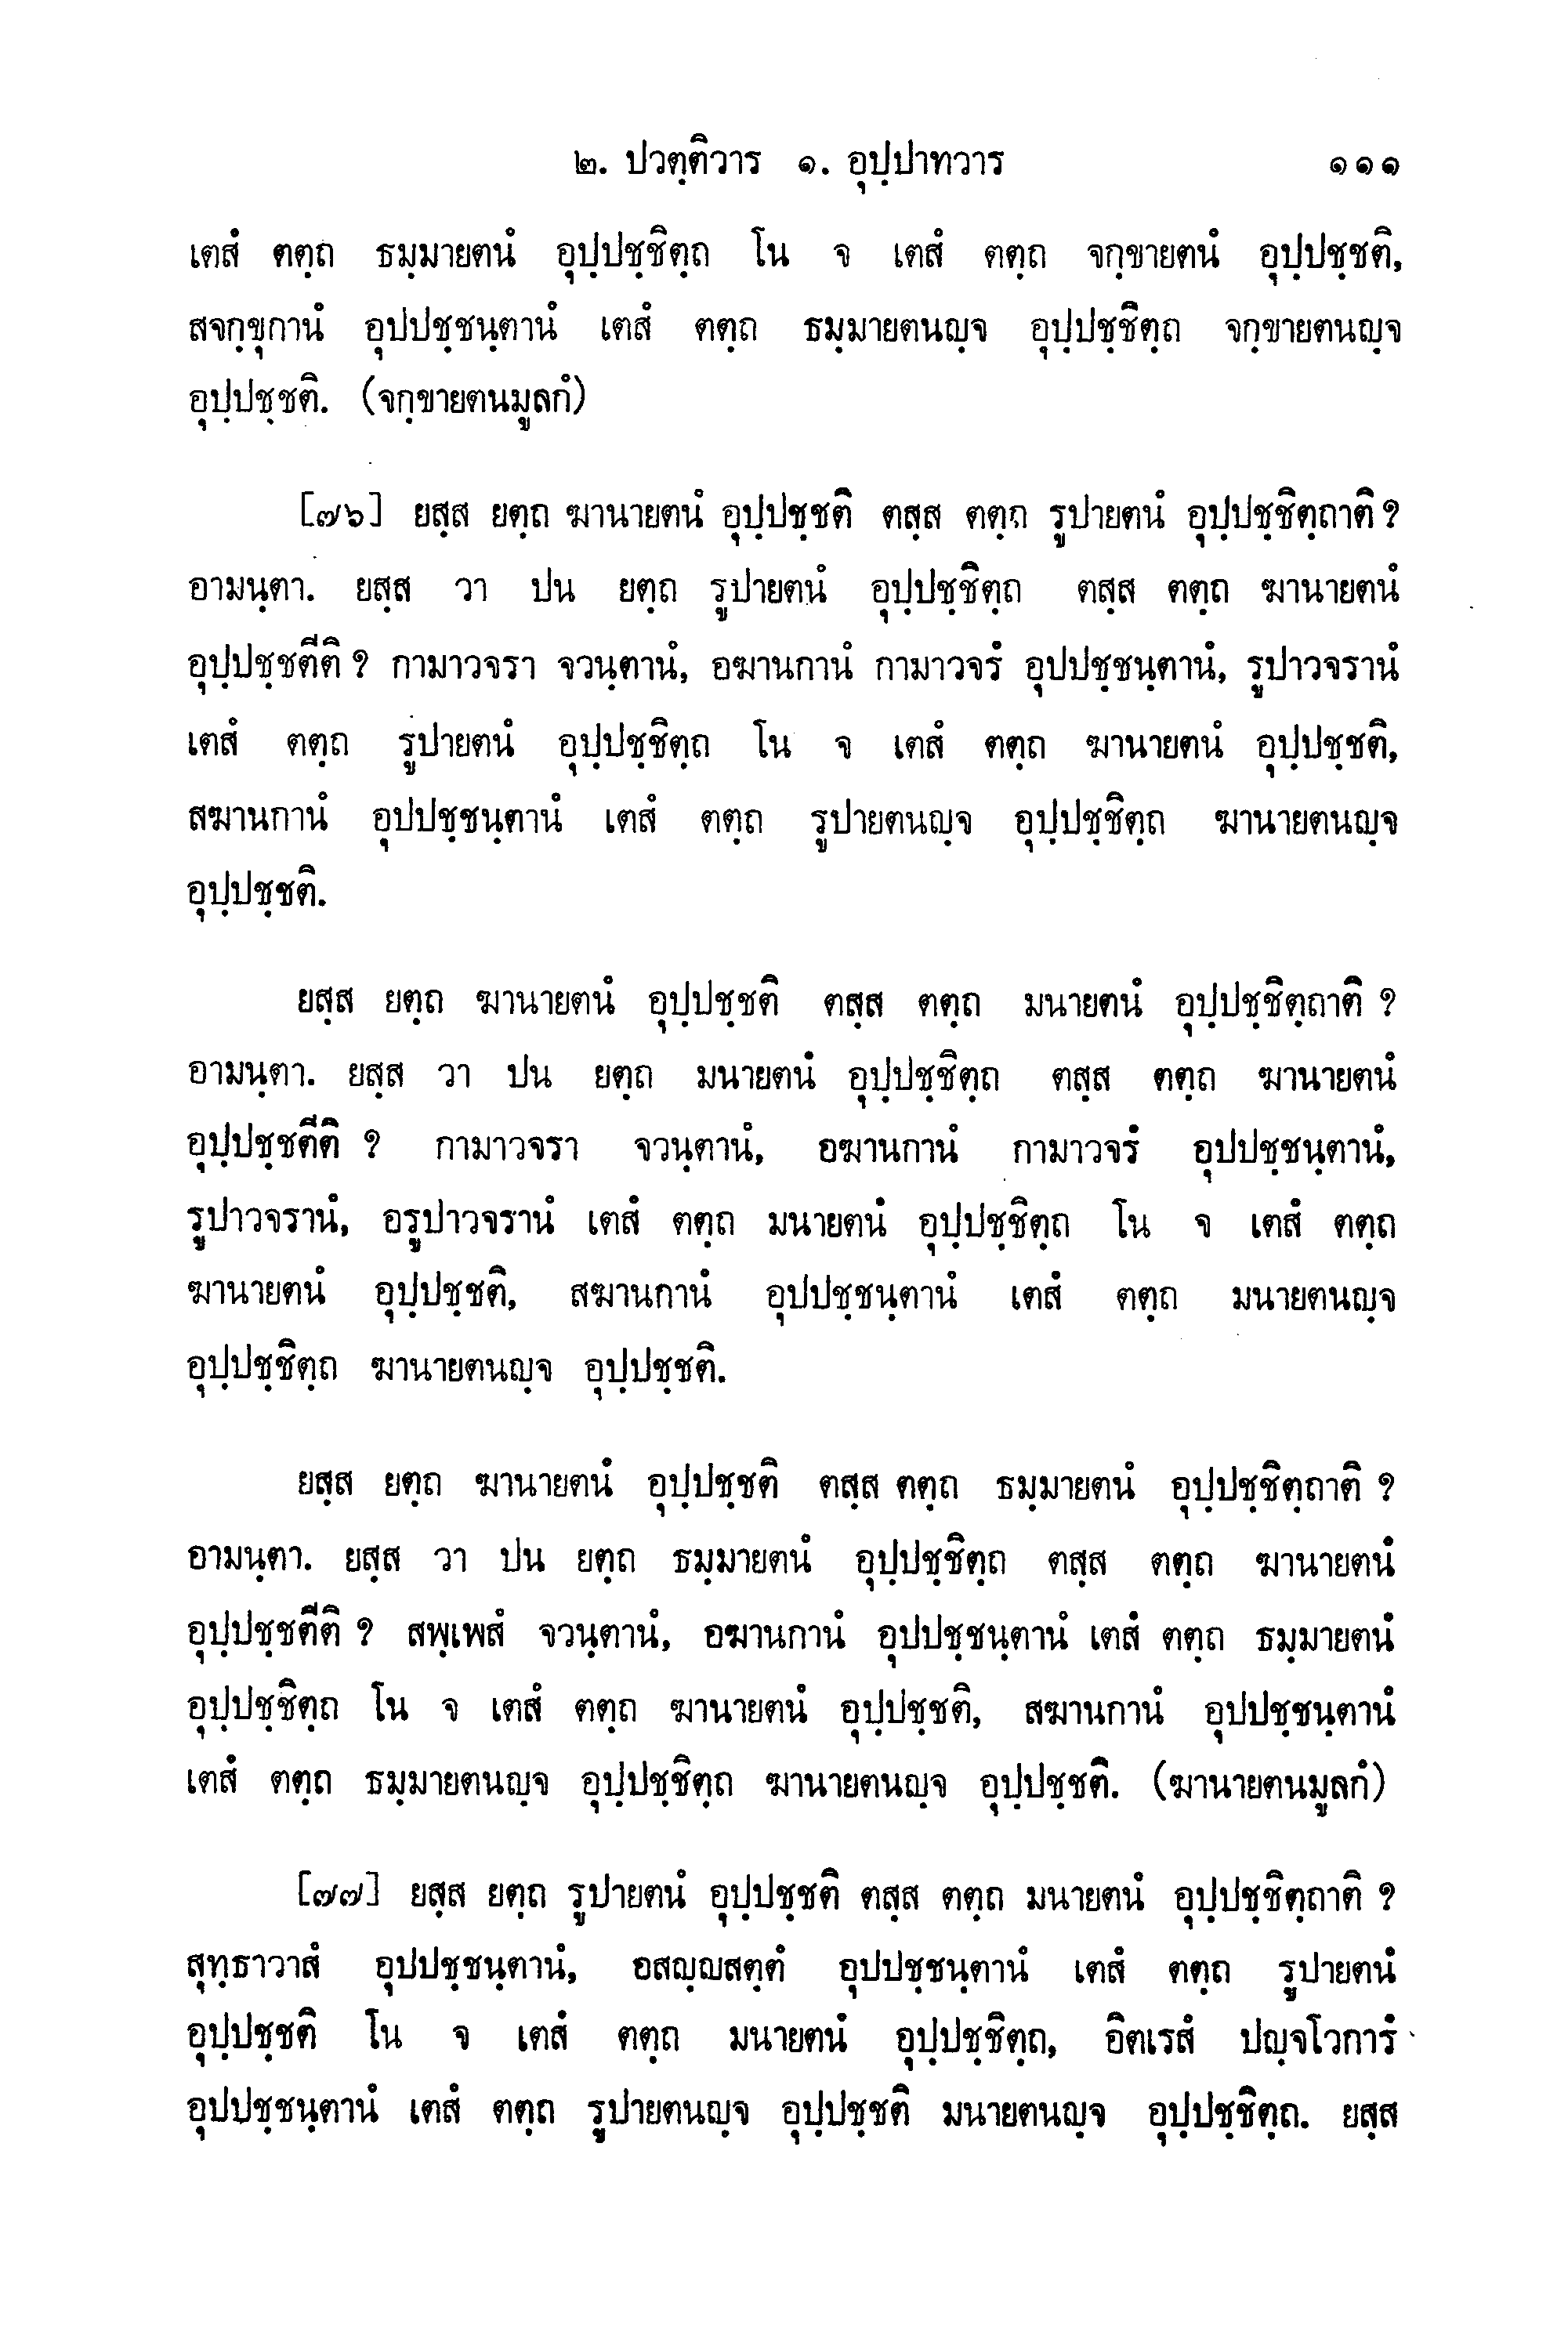 ๒. ปวตฺติวาร ๑. อุปฺปาทวาร ๑๑๑
เตสํ ตตฺถ ธมฺมายตนํ อุปฺปชฺชิตฺถ โน จ เตสํ ตตฺถ จกฺขายตนํ อุปฺปชฺชติ,
สจกฺขุกานํ อุปปชฺชนฺตานํ เตสํ ตตฺถ ธมฺมายตนญฺจ อุปฺปชฺชิตฺถ จกฺขายตนญฺจ
อุปฺปชฺชติ. (จกฺขายตนมูลกํ)
[๗๖] ยสฺส ยตฺถ ฆานายตนํ อุปฺปชฺชติ ตสฺส ตตฺถ รูปายตนํ อุปฺปชฺชิตฺถาติ ?
อามนฺตา. ยสฺส วา ปน ยตฺถ รูปายตนํ อุปฺปชฺชิตฺถ ตสฺส ตตฺถ ฆานายตนํ
อุปฺปชฺชตีติ ? กามาวจรา จวนฺตานํ, อฆานกานํ กามาวจรํ อุปปชฺชนฺตานํ, รูปาวจรานํ
เตสํ ตตฺถ รูปายตนํ อุปฺปชฺชิตฺถ โน จ เตสํ ตตฺถ ฆานายตนํ อุปฺปชฺชติ,
สฆานกานํ อุปปชฺชนฺตานํ เตสํ ตตฺถ รูปายตนญฺจ อุปฺปชฺชิตฺถ ฆานายตนญฺจ
อุปฺปชฺชติ.
ยสฺส ยตฺถ ฆานายตนํ อุปฺปชฺชติ ตสฺส ตตฺถ มนายตนํ อุปฺปชฺชิตฺถาติ ?
อามนฺตา. ยสฺส วา ปน ยตฺถ มนายตนํ อุปฺปชฺชิตฺถ ตสฺส ตตฺถ ฆานายตนํ
อุปฺปชฺชตีติ ? กามาวจรา จวนฺตานํ, อฆานกานํ กามาวจรํ อุปปชฺชนฺตานํ,
รูปาวจรานํ, อรูปาวจรานํ เตสํ ตตฺถ มนายตนํ อุปฺปชฺชิตฺถ โน จ เตสํ ตตฺถ
ฆานายตนํ อุปฺปชฺชติ, สฆานกานํ อุปปชฺชนฺตานํ เตสํ ตตฺถ มนายตนญฺจ
อุปฺปชฺชิตฺถ ฆานายตนญฺจ อุปฺปชฺชติ.
ยสฺส ยตฺถ ฆานายตนํ อุปฺปชฺชติ ตสฺส ตตฺถ ธมฺมายตนํ อุปฺปชฺชิตฺถาติ ?
อามนฺตา. ยสฺส วา ปน ยตฺถ ธมฺมายตนํ อุปฺปชฺชิตฺถ ตสฺส ตตฺถ ฆานายตนํ
อุปฺปชฺชตีติ ? สพฺเพสํ จวนฺตานํ, อฆานกานํ อุปปชฺชนฺตานํ เตสํ ตตฺถ ธมฺมายตนํ
อุปฺปชฺชิตฺถ โน จ เตสํ ตตฺถ ฆานายตนํ อุปฺปชฺชติ, สฆานกานํ อุปปชฺชนฺตานํ
เตสํ ตตฺถ ธมฺมายตนญฺจ อุปฺปชฺชิตฺถ ฆานายตนญฺจ อุปฺปชฺชติ. (ฆานายตนมูลกํ)
[๗๗] ยสฺส ยตฺถ รูปายตนํ อุปฺปชฺชติ ตสฺส ตตฺถ มนายตนํ อุปฺปชฺชิตฺถาติ ?
สุทฺธาวาสํ อุปปชฺชนฺตานํ, อสญฺญสตฺตํ อุปปชฺชนฺตานํ เตสํ ตตฺถ รูปายตนํ
อุปฺปชฺชติ โน จ เตสํ ตตฺถ มนายตนํ อุปฺปชฺชิตฺถ, อิตเรสํ ปญฺจโวการํ
อุปปชฺชนฺตานํ เตสํ ตตฺถ รูปายตนญฺจ อุปฺปชฺชติ มนายตนญฺจ อุปฺปชฺชิตฺถ. ยสฺส